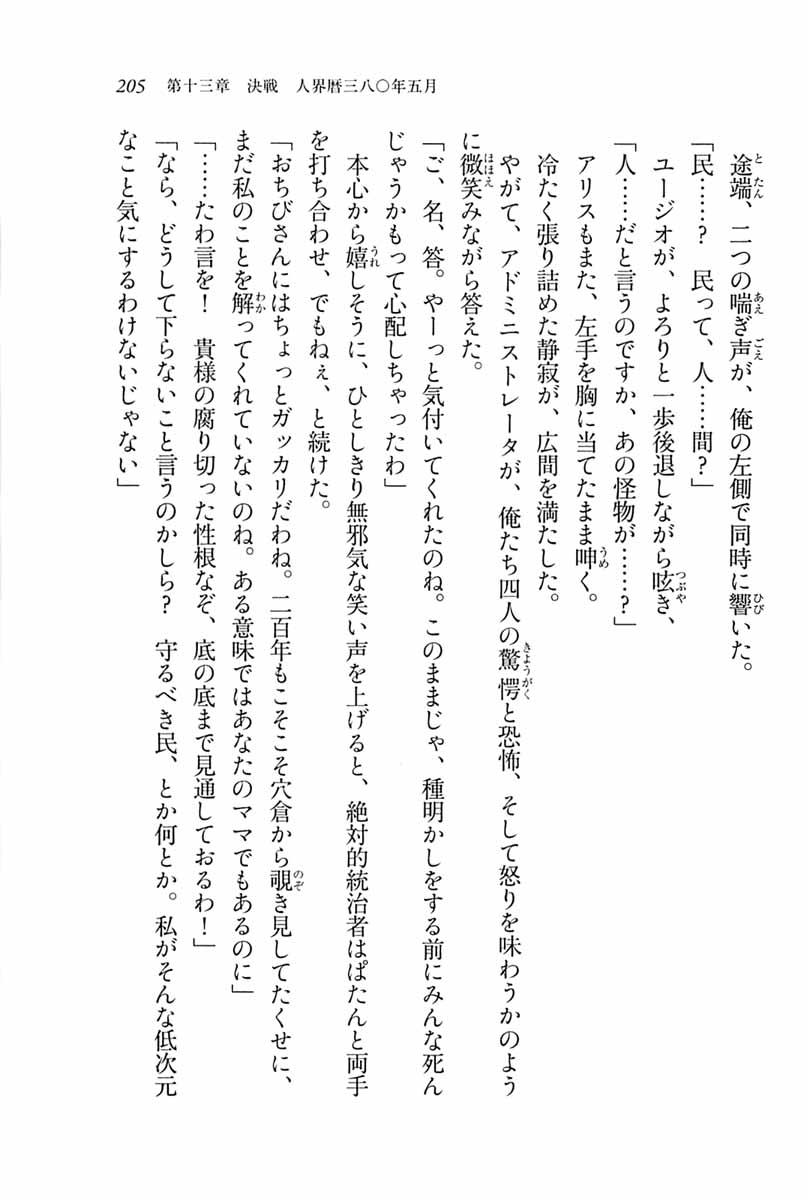 205 第十三章 決戦 人界暦三八〇年五月
途端、二つの喘ぎ声が、俺の左側で同時に響いた。
「民……？ 民って、人……間？」
ユージオが、よろりと一歩後退しながら呟き、
「人……だと言うのですか、あの怪物が……？」
アリスもまた、左手を胸に当てたまま呻く。
冷たく張り詰めた静寂が、広間を満たした。
やがて、アドミニストレータが、俺たち四人の驚愕と恐怖、そして怒りを味わうかのよう
に微笑みながら答えた。
「ご、名、答。やーっと気付いてくれたのね。このままじゃ、種明かしをする前にみんな死ん
じゃうかもって心配しちゃったわ」
本心から嬉しそうに、ひとしきり無邪気な笑い声を上げると、絶対的統治者はぱたんと両手
を打ち合わせ、でもねぇ、と続けた。
「おちびさんにはちょっとガッカリだわね。二百年もこそこそ穴倉から覗き見してたくせに、
まだ私のことを解ってくれていないのね。ある意味ではあなたのママでもあるのに」
「……たわ言を！ 貴様の腐り切った性根なぞ、底の底まで見通しておるわ！」
「なら、どうして下らないこと言うのかしら？ 守るべき民、とか何とか。私がそんな低次元
なこと気にするわけないじゃない」